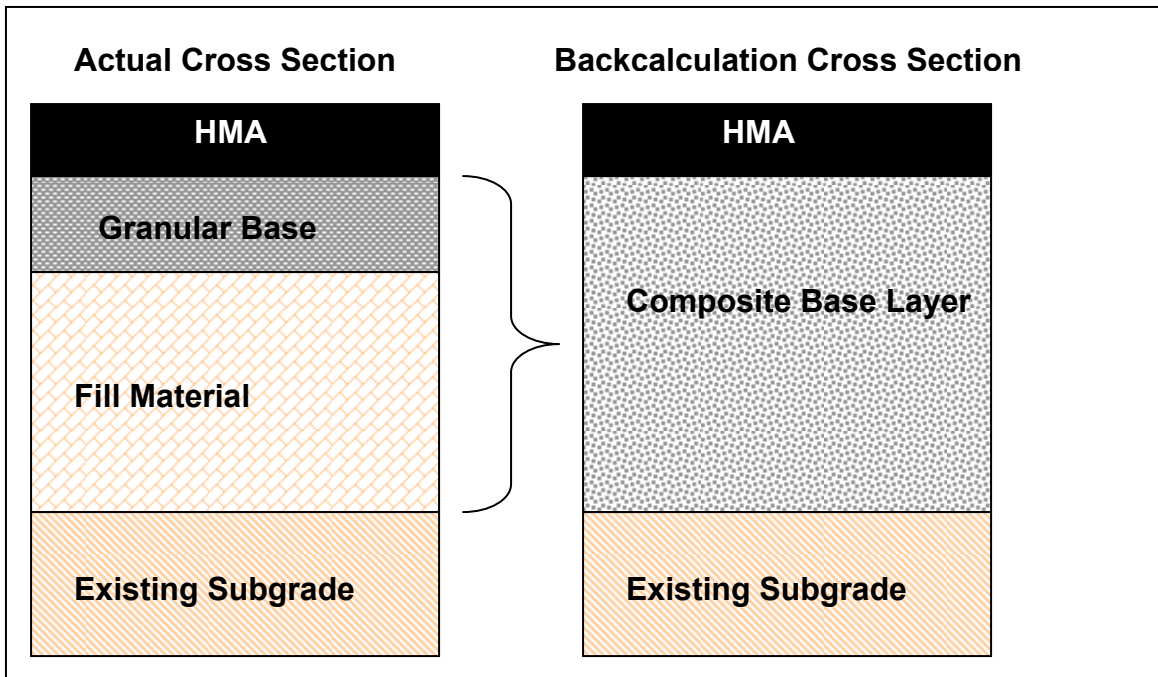 Actual Cross Section
HMA
Granular Base
Fill Material
Existing Subgrade
Backcalculation Cross Section
HMA
Composite Base Layer
Existing Subgrade